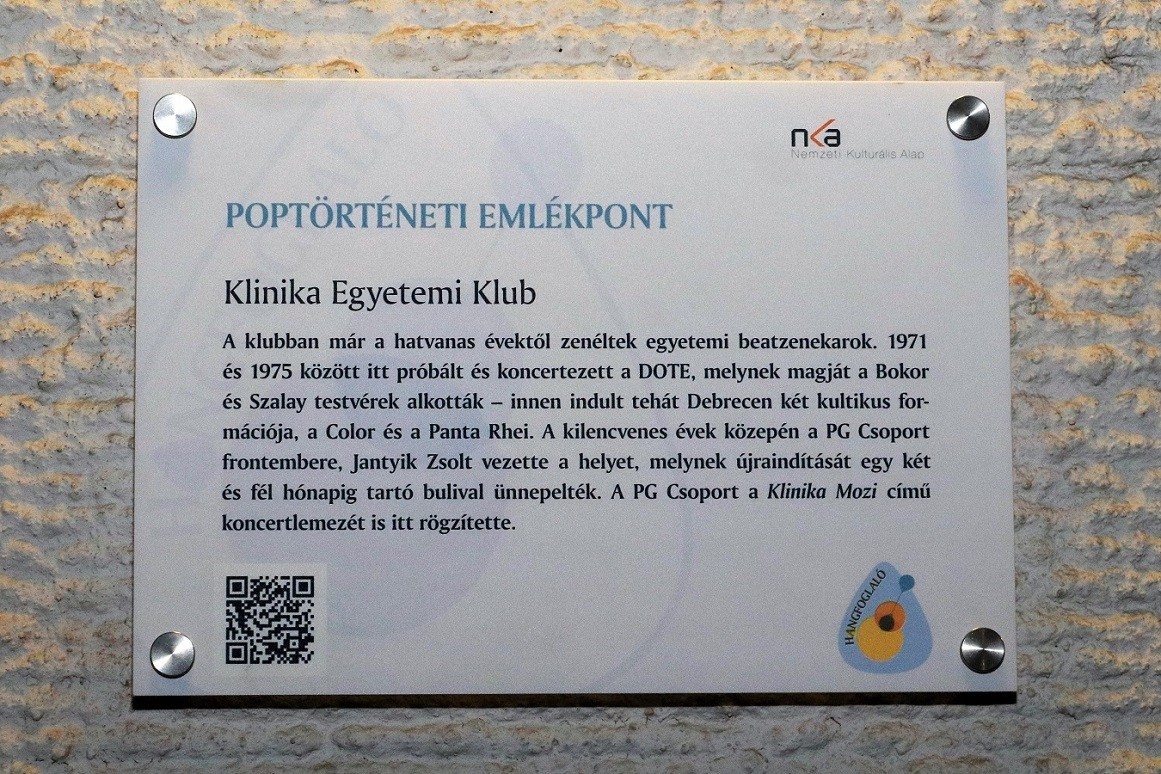 nka
Nemzeti Kulturális Alap
POPTÖRTÉNETI EMLÉKPONT
Klinika Egyetemi Klub
A klubban már a hatvanas évektől zenéltek egyetemi beatzenekarok. 1971
és 1975 között itt próbált és koncertezett a DOTE, melynek magját a Bokor
és Szalay testvérek alkották – innen indult tehát Debrecen két kultikus for-
mációja, a Color és a Panta Rhei. A kilencvenes évek közepén a PG Csoport
frontembere, Jantyik Zsolt vezette a helyet, melynek újraindítását egy két
és fél hónapig tartó bulival ünnepelték. A PG Csoport a Klinika Mozi című
koncertlemezét is itt rögzítette.
HANGFOGLALÓ